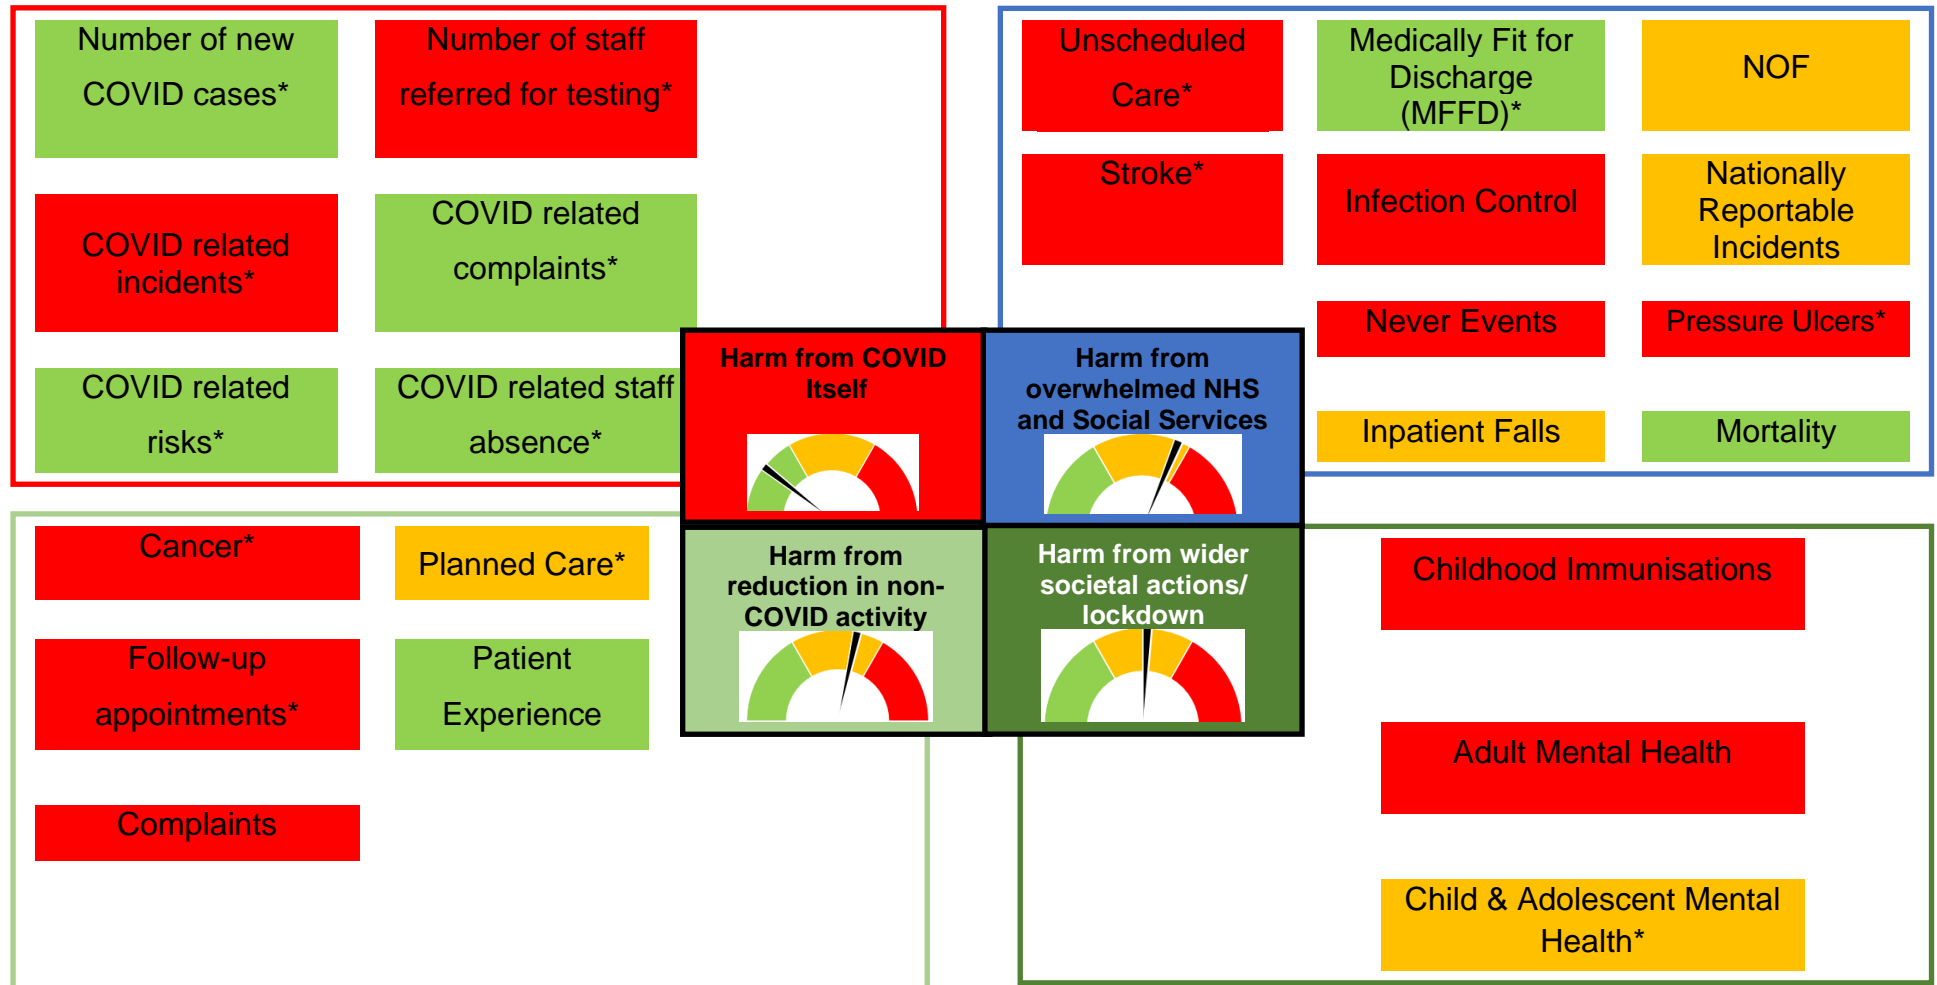 Number of new
COVID cases*
Number of staff
referred for testing*
COVID related
incidents*
COVID related
complaints*
COVID related
risks*
COVID related staff
absence*
Unscheduled
Care*
Medically Fit for
Discharge
(MFFD)*
NOF
Stroke*
Infection Control
Nationally
Reportable
Incidents
Never Events
Pressure Ulcers*
Inpatient Falls
Mortality
Harm from COVID
Itself
Harm from
overwhelmed NHS
and Social Services
Harm from
reduction in non-
COVID activity
Harm from wider
societal actions/
lockdown
Cancer*
Planned Care*
Follow-up
appointments*
Patient
Experience
Complaints
Childhood Immunisations
Adult Mental Health
Child & Adolescent Mental
Health*